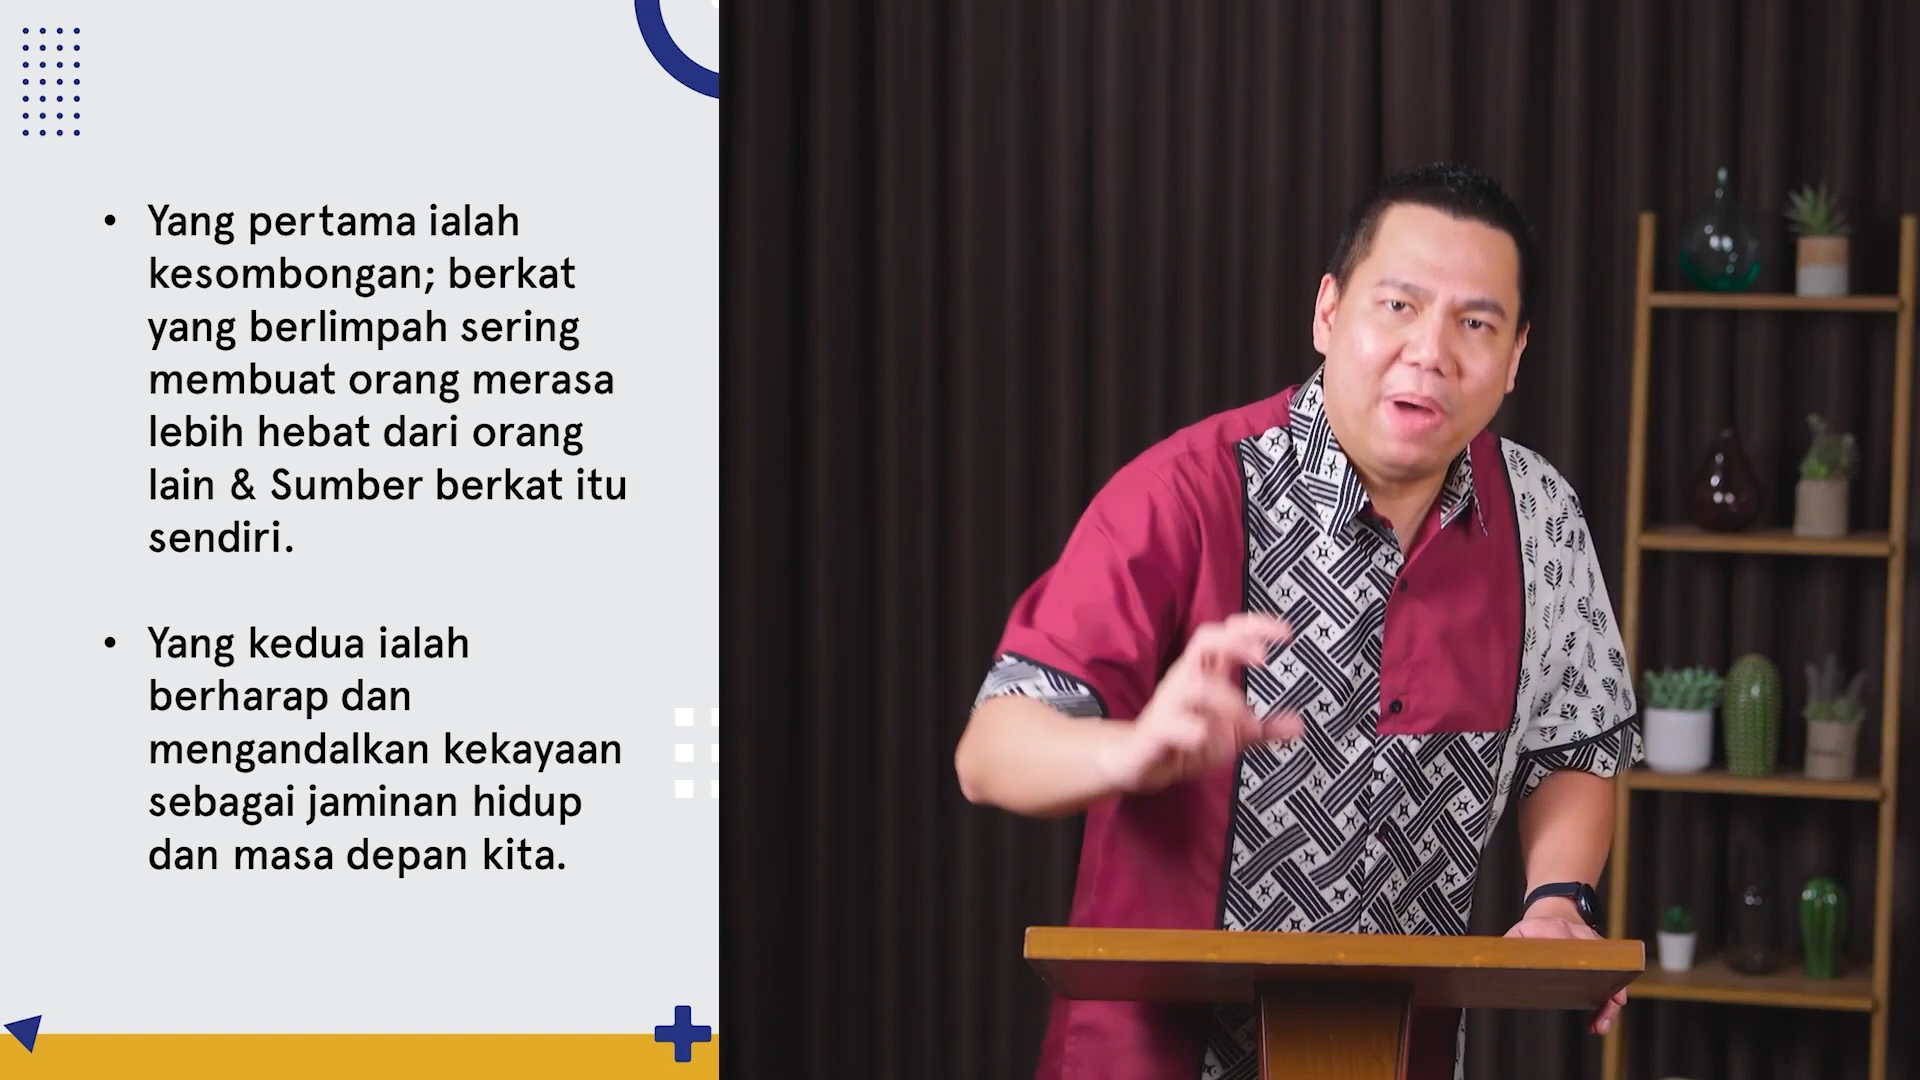 • Yang pertama ialah
kesombongan; berkat
yang berlimpah sering
membuat orang merasa
lebih hebat dari orang
lain & Sumber berkat itu
sendiri.
• Yang kedua ialah
berharap dan
mengandalkan kekayaan
sebagai jaminan hidup
dan masa depan kita.